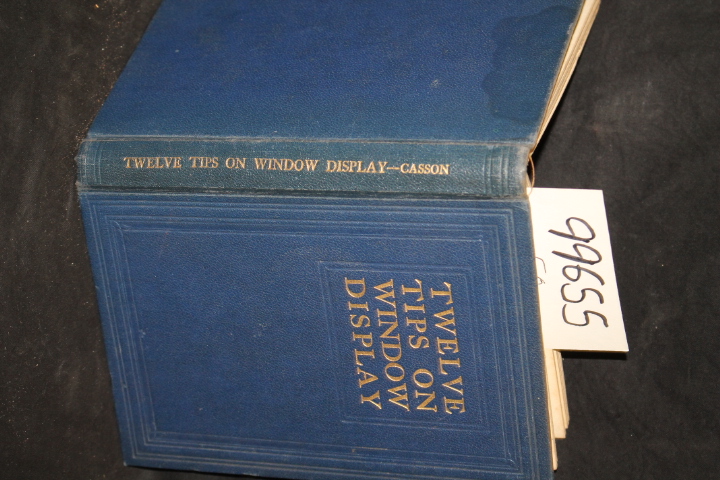 TWELVE TIPS ON WINDOW DISPLAY—CASSON
TWELVE
TIPS ON
WINDOW
DISPLAY
99655